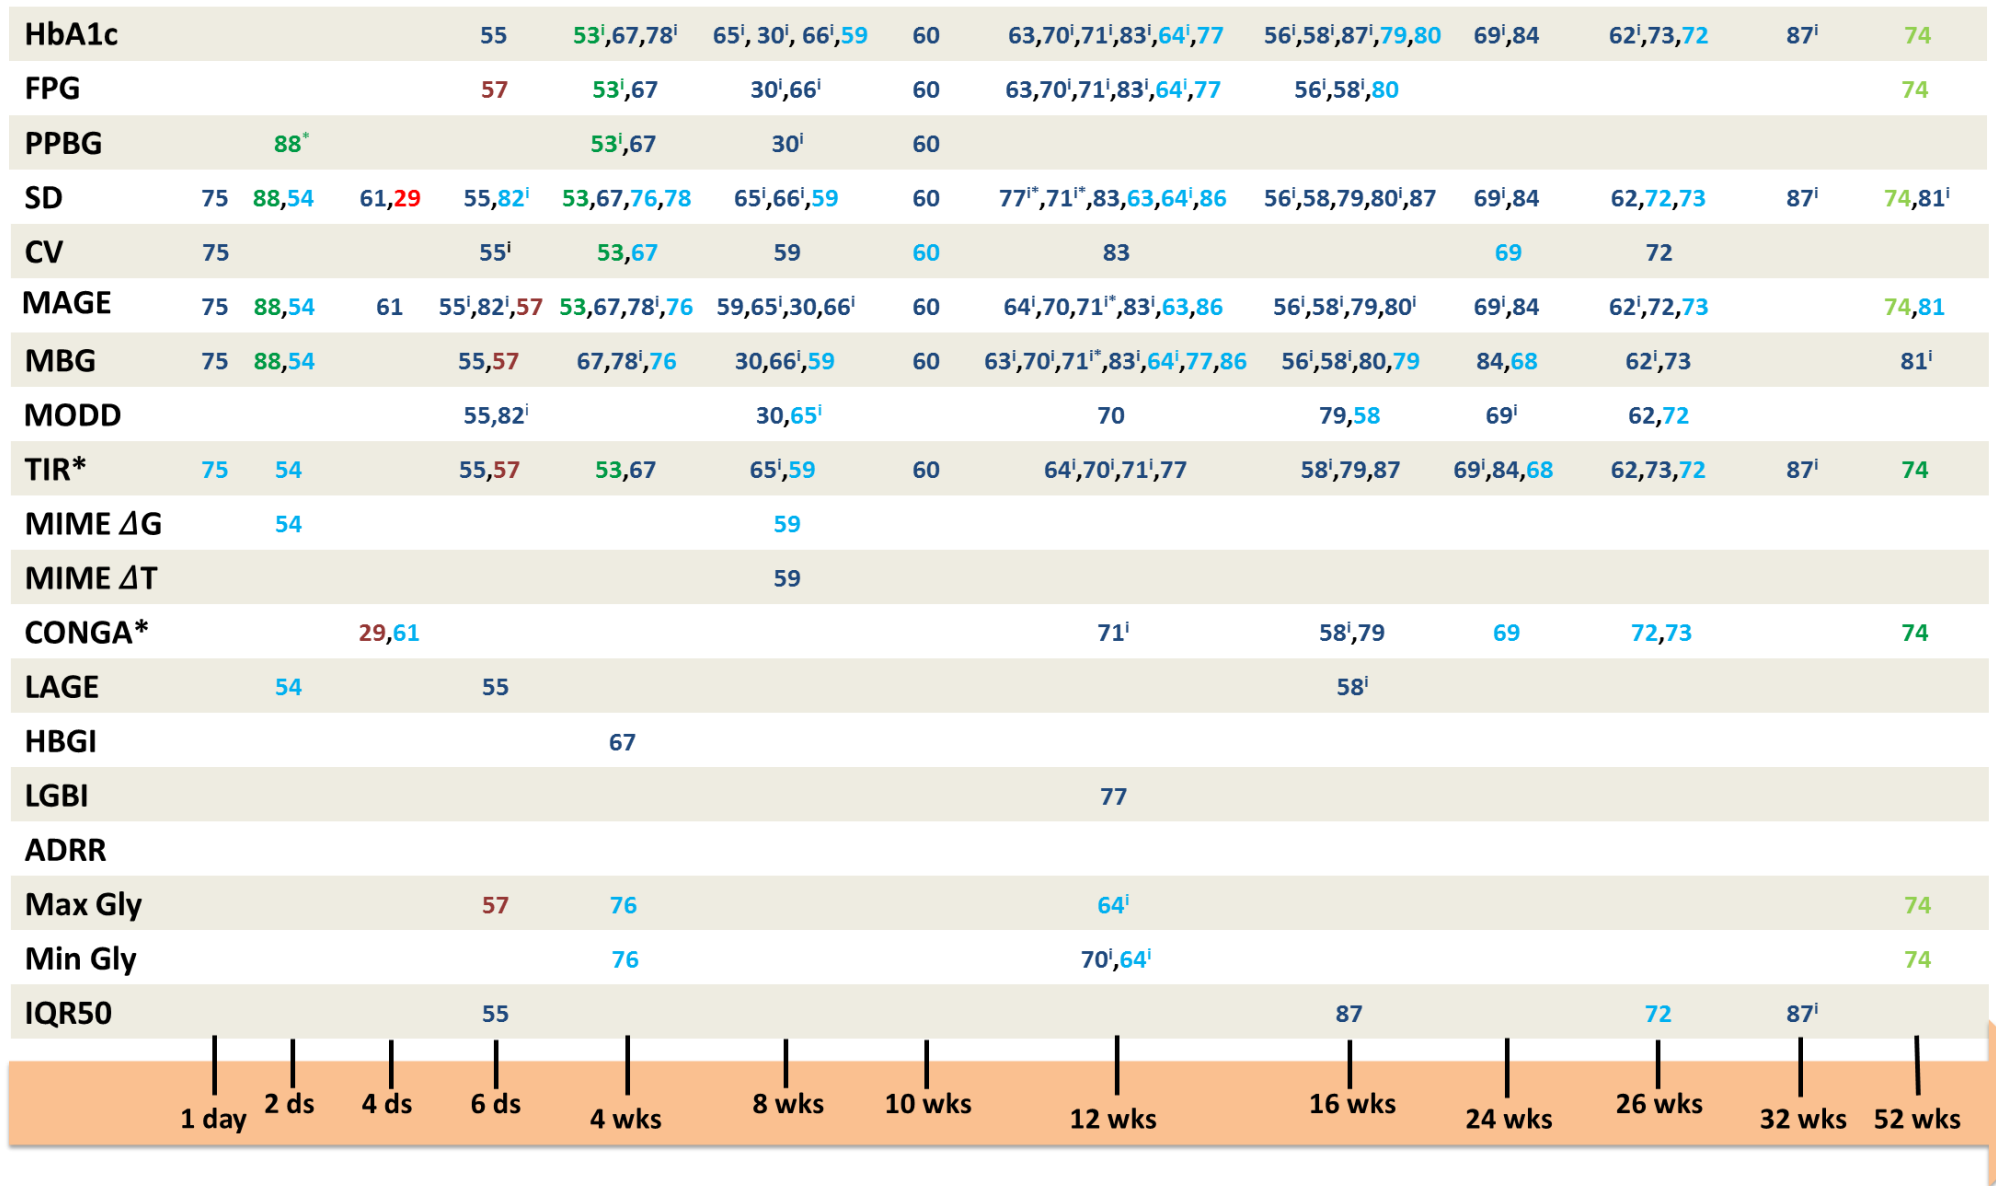 HbA1c 55 53ⁱ,67,78ⁱ 65ⁱ, 30ⁱ, 66ⁱ,59 60 63,70ⁱ,71ⁱ,83ⁱ,64ⁱ,77 56ⁱ,58ⁱ,87ⁱ,79,80 69ⁱ,84 62ⁱ,73,72 87ⁱ 74
FPG 57 53ⁱ,67 30ⁱ,66ⁱ 60 63,70ⁱ,71ⁱ,83ⁱ,64ⁱ,77 56ⁱ,58ⁱ,80 74
PPBG 88* 53ⁱ,67 30ⁱ 60
SD 75 88,54 61,29 55,82ⁱ 53,67,76,78 65ⁱ,66ⁱ,59 60 77ⁱ*,71ⁱ*,83,63,64ⁱ,86 56ⁱ,58,79,80ⁱ,87 69ⁱ,84 62,72,73 87ⁱ 74,81ⁱ
CV 75 55ⁱ 53,67 59 60 83 69 72
MAGE 75 88,54 61 55ⁱ,82ⁱ,57 53,67,78ⁱ,76 59,65ⁱ,30,66ⁱ 60 64ⁱ,70,71ⁱ*,83ⁱ,63,86 56ⁱ,58ⁱ,79,80ⁱ 69ⁱ,84 62ⁱ,72,73 74,81
MBG 75 88,54 55,57 67,78ⁱ,76 30,66ⁱ,59 60 63ⁱ,70ⁱ,71ⁱ*,83ⁱ,64ⁱ,77,86 56ⁱ,58ⁱ,80,79 84,68 62ⁱ,73 81ⁱ
MODD 55,82ⁱ 30,65ⁱ 70 79,58 69ⁱ 62,72
TIR* 75 54 55,57 53,67 65ⁱ,59 60 64ⁱ,70ⁱ,71ⁱ,77 58ⁱ,79,87 69ⁱ,84,68 62,73,72 87ⁱ 74
MIME ΔG 54 59
MIME ΔT 59
CONGA* 29,61 71ⁱ 58ⁱ,79 69 72,73 74
LAGE 54 55 58ⁱ
HBGI 67
LGBI 77
ADRR
Max Gly 57 76 64ⁱ 74
Min Gly 76 70ⁱ,64ⁱ 74
IQR50 55 87 72 87ⁱ
1 day 2 ds 4 ds 6 ds 4 wks 8 wks 10 wks 12 wks 16 wks 24 wks 26 wks 32 wks 52 wks